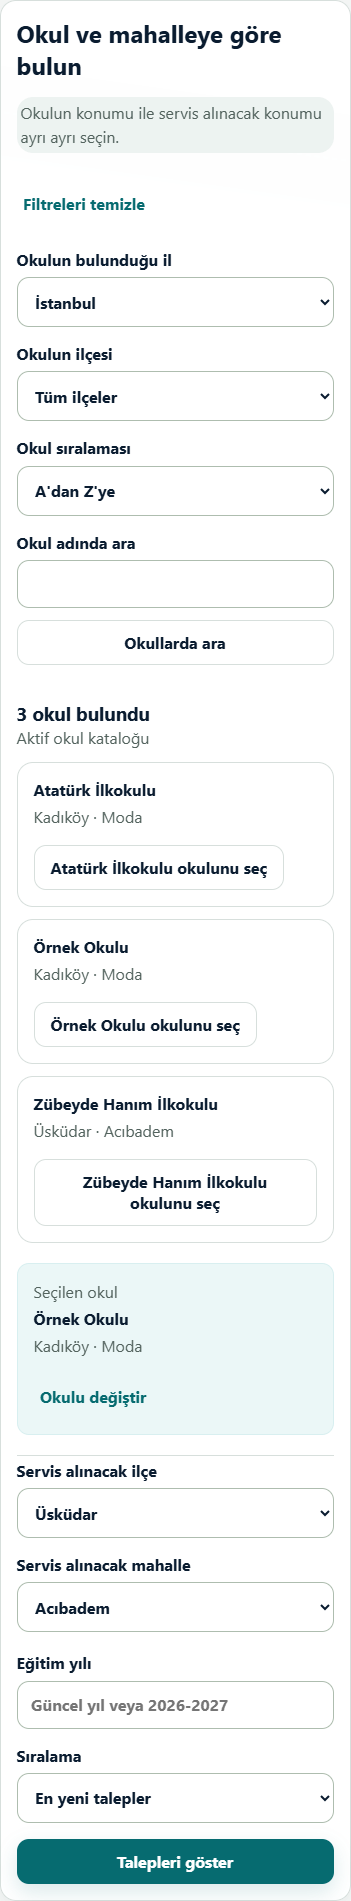 Okul ve mahalleye göre
bulun
Okulun konumu ile servis alınacak konumu
ayrı ayrı seçin.
Filtreleri temizle
Okulun bulunduğu il
İstanbul
Okulun ilçesi
Tüm ilçeler
Okul sıralaması
A'dan Z'ye
Okul adında ara
Okullarda ara
3 okul bulundu
Aktif okul kataloğu
Atatürk İlkokulu
Kadıköy · Moda
Atatürk İlkokulu okulunu seç
Örnek Okulu
Kadıköy · Moda
Örnek Okulu okulunu seç
Zübeyde Hanım İlkokulu
Üsküdar · Acıbadem
Zübeyde Hanım İlkokulu
okulunu seç
Seçilen okul
Örnek Okulu
Kadıköy · Moda
Okulu değiştir
Servis alınacak ilçe
Üsküdar
Servis alınacak mahalle
Acıbadem
Eğitim yılı
Güncel yıl veya 2026-2027
Sıralama
En yeni talepler
Talepleri göster